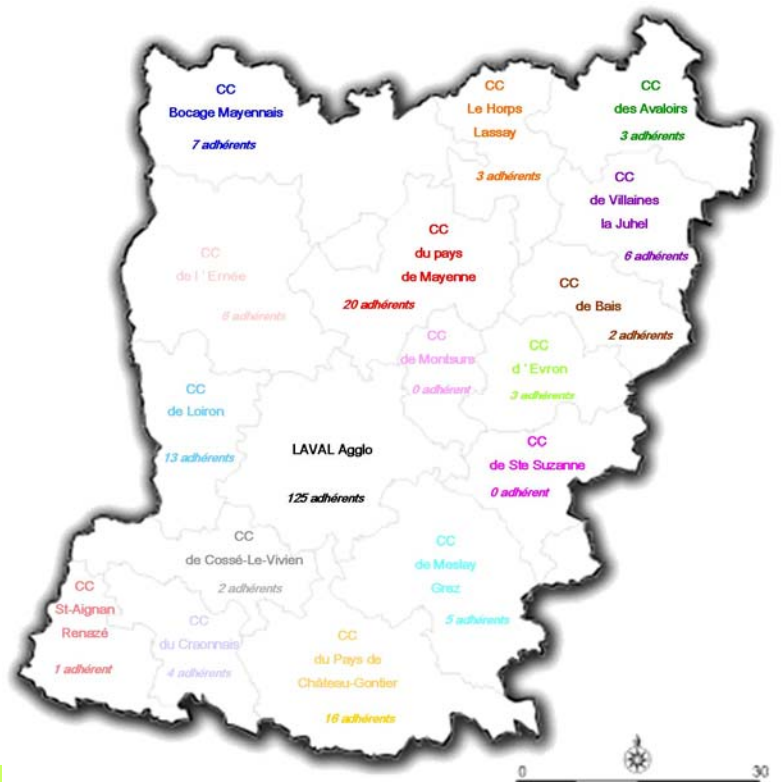 CC
Bocage Mayennais
7 adhérents
CC
Le Horps
Lassay
3 adhérents
CC
des Avaloirs
3 adhérents
CC
de Villaines
la Juhel
6 adhérents
CC
de l'Ernée
6 adhérents
CC
du pays
de Mayenne
20 adhérents
CC
de Bais
2 adhérents
CC
de Montsurs
0 adhérent
CC
d'Evron
3 adhérents
CC
de Loiron
13 adhérents
LAVAL Agglo
125 adhérents
CC
de Ste Suzanne
0 adhérent
CC
de Cossé-Le-Vivien
2 adhérents
CC
de Meslay
Grez
5 adhérents
CC
St-Aignan
Renazé
1 adhérent
CC
du Craonnais
4 adhérents
CC
du Pays de
Château-Gontier
16 adhérents
0 30